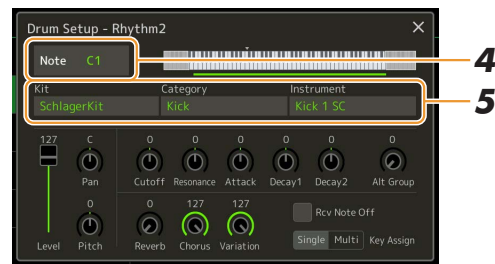 Drum Setup - Rhythm2 ×
Note C1
4
Kit Category Instrument
SchlagerKit Kick Kick 1 SC
5
127 C 0 0 0 0 0 0
Pan Cutoff Resonance Attack Decay1 Decay2 Alt Group
0 0 127 127
Rcv Note Off
Single Multi Key Assign
Level Pitch Reverb Chorus Variation